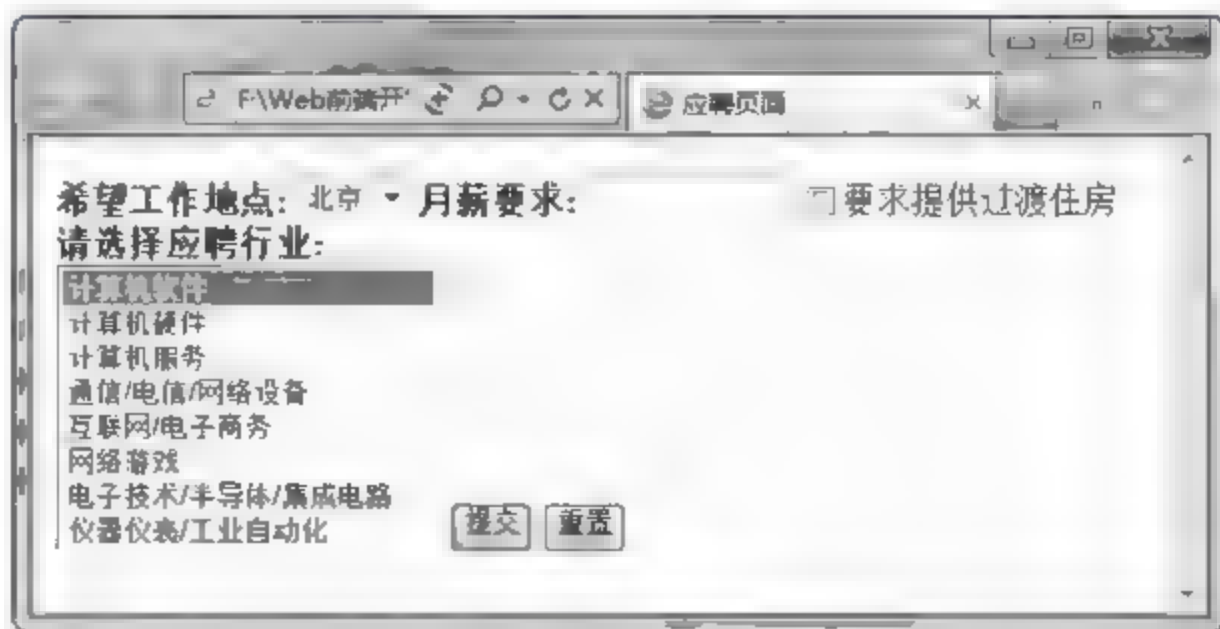 F:\Web前端开 应聘页面
希望工作地点: 北京 月薪要求: 要求提供过渡住房
请选择应聘行业:
计算机软件
计算机硬件
计算机服务
通信/电信/网络设备
互联网/电子商务
网络游戏
电子技术/半导体/集成电路
仪器仪表/工业自动化 提交 重置